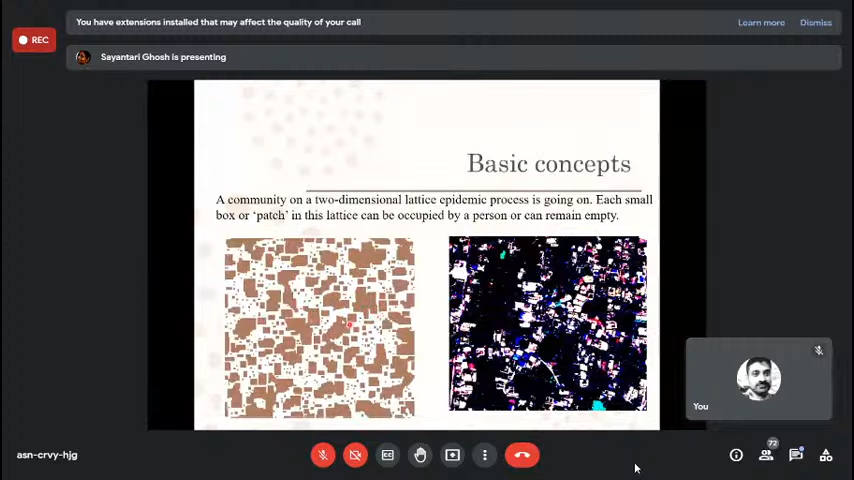 You have extensions installed that may affect the quality of your call
Learn more
Dismiss
REC
Sayantari Ghosh is presenting
Basic concepts
A community on a two-dimensional lattice epidemic process is going on. Each small
box or ‘patch’ in this lattice can be occupied by a person or can remain empty.
You
asn-crvy-hjg
72